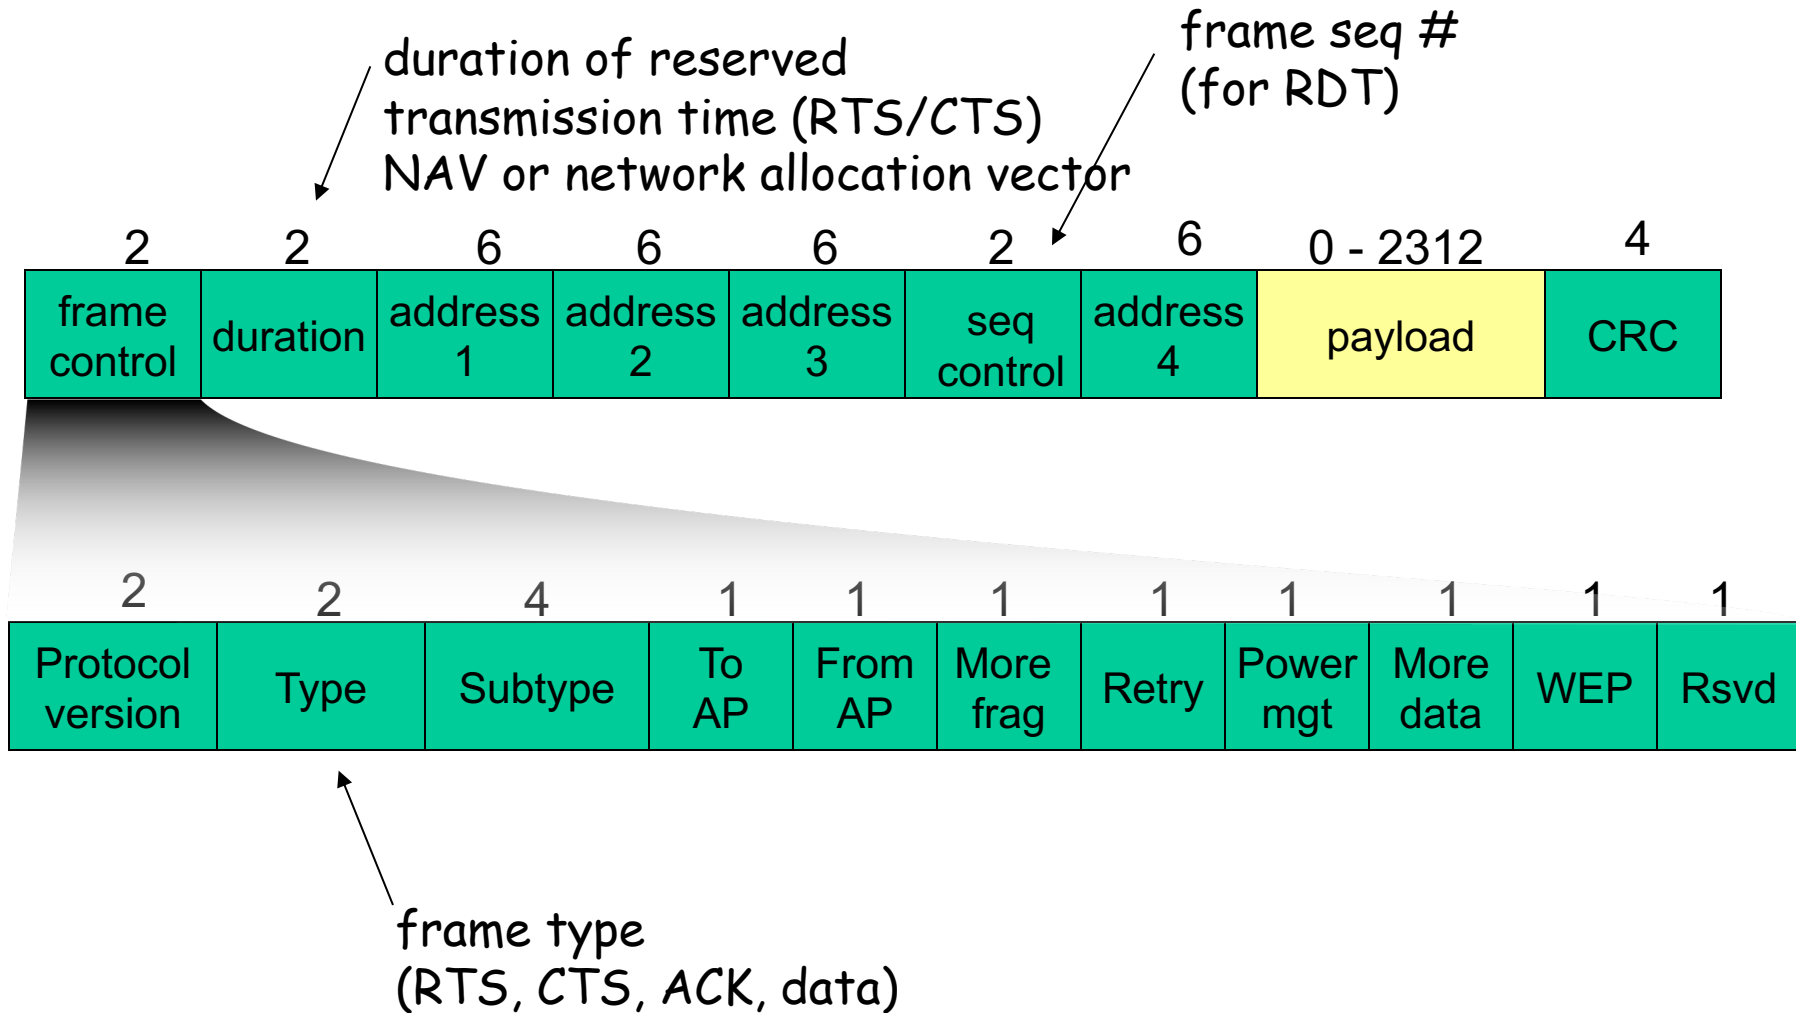 duration of reserved
transmission time (RTS/CTS)
NAV or network allocation vector
frame seq #
(for RDT)
2 2 6 6 6 2 6 0 - 2312 4
frame
control
duration
address
1
address
2
address
3
seq
control
address
4
payload
CRC
2 2 4 1 1 1 1 1 1 1 1
Protocol
version
Type
Subtype
To
AP
From
AP
More
frag
Retry
Power
mgt
More
data
WEP
Rsvd
frame type
(RTS, CTS, ACK, data)